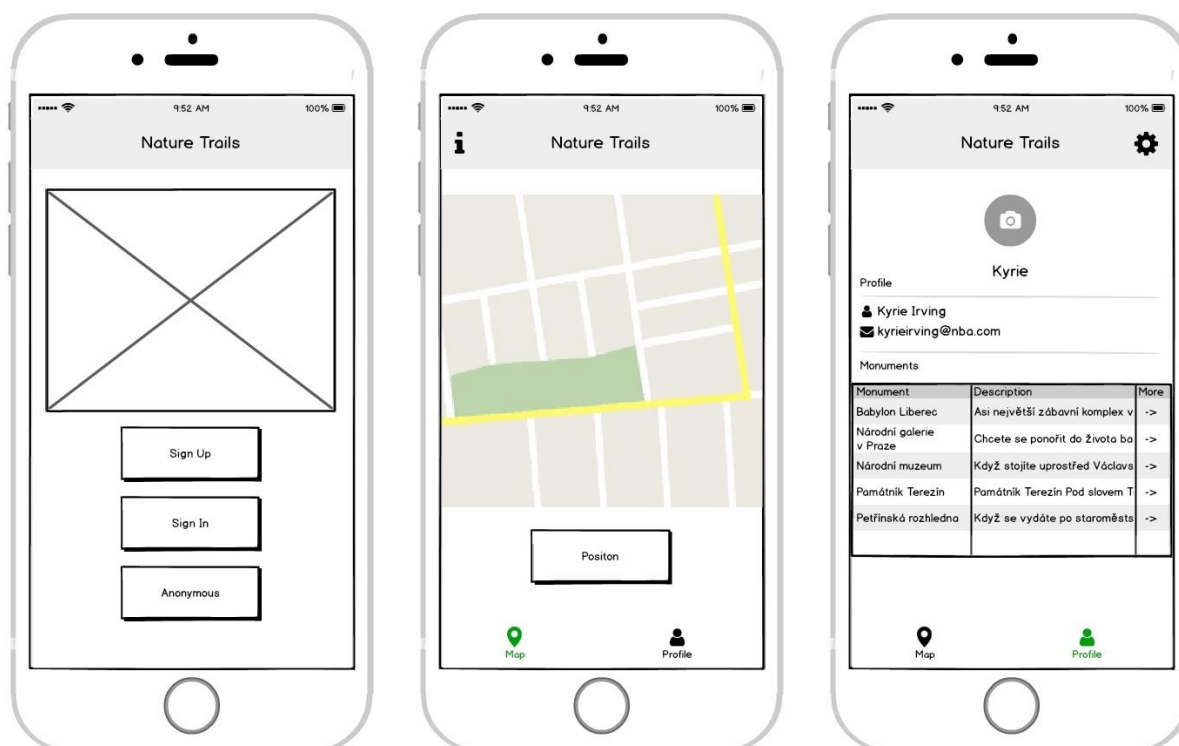 9:52 AM
100%
Nature Trails
Sign Up
Sign In
Anonymous
9:52 AM
100%
Nature Trails
Positon
Map
Profile
9:52 AM
100%
Nature Trails
Kyrie
Profile
Kyrie Irving
kyrieirving@nba.com
Monuments
Monument Description More
Babylon Liberec Asi největší zábavní komplex v ->
Národní galerie
v Praze Chcete se ponořit do života ba ->
Národní muzeum Když stojíte uprostřed Václavs ->
Památník Terezín Památník Terezín Pod slovem T ->
Petřínská rozhledna Když se vydáte po staroměsts ->
Map
Profile